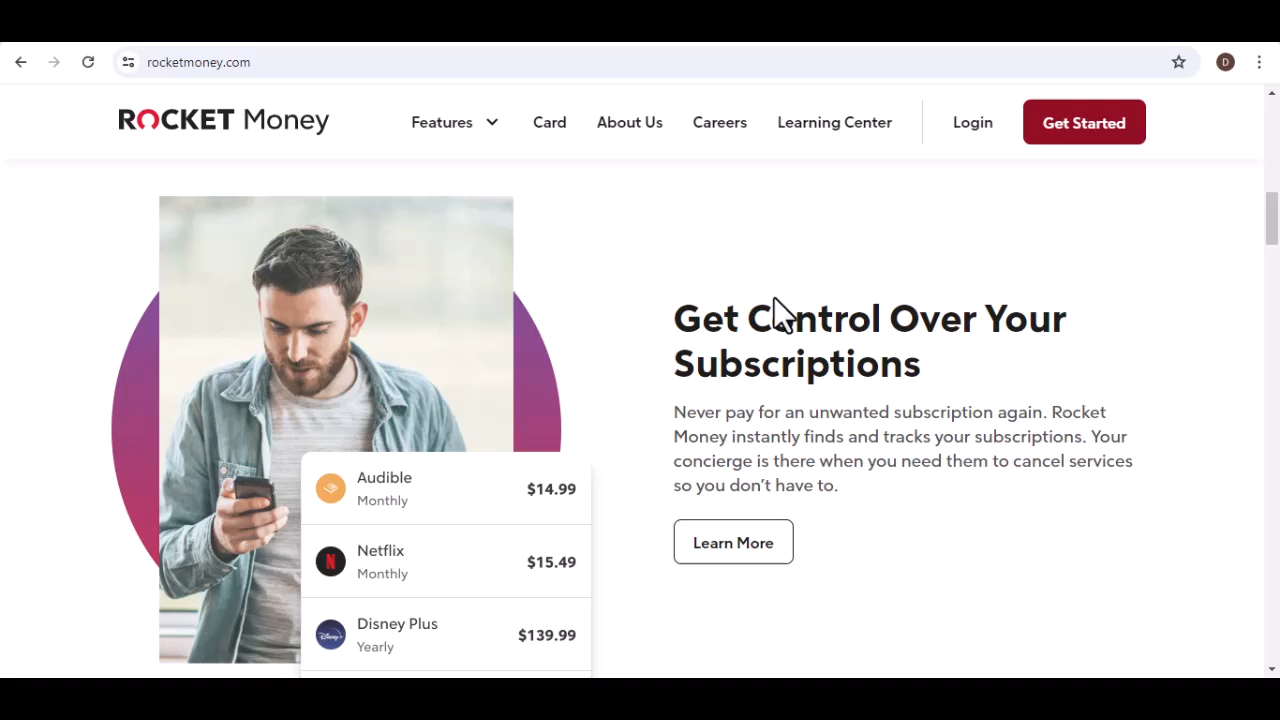 rocketmoney.com
D
ROCKET Money
Features
Card
About Us
Careers
Learning Center
Login
Get Started
Get Control Over Your
Subscriptions
Never pay for an unwanted subscription again. Rocket
Money instantly finds and tracks your subscriptions. Your
concierge is there when you need them to cancel services
so you don’t have to.
Learn More
Audible
Monthly
$14.99
N
Netflix
Monthly
$15.49
Disney+
Disney Plus
Yearly
$139.99